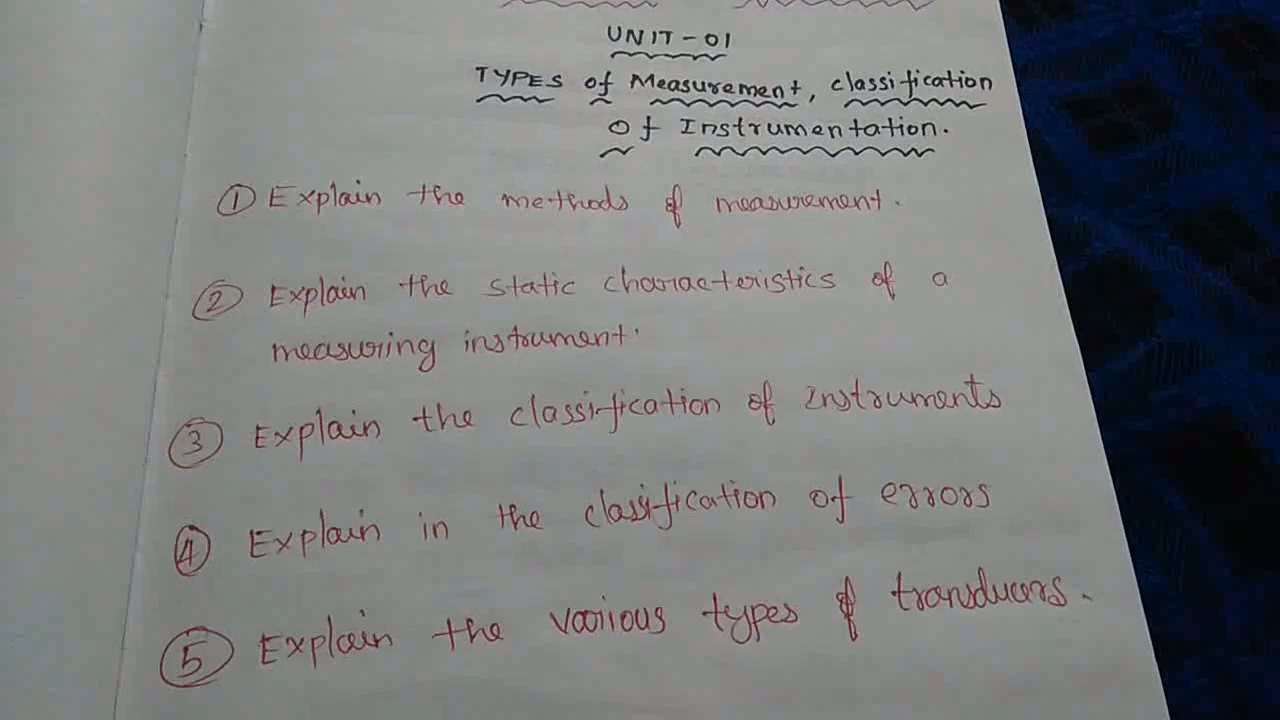 UNIT-01
TYPES of Measurement, classification
Of Instrumentation.
① Explain the methods of measurement.
② Explain the static characteristics of a
measuring instrument.
③ Explain the classification of Instruments
④ Explain in the classification of errors
⑤ Explain the various types of transducers.